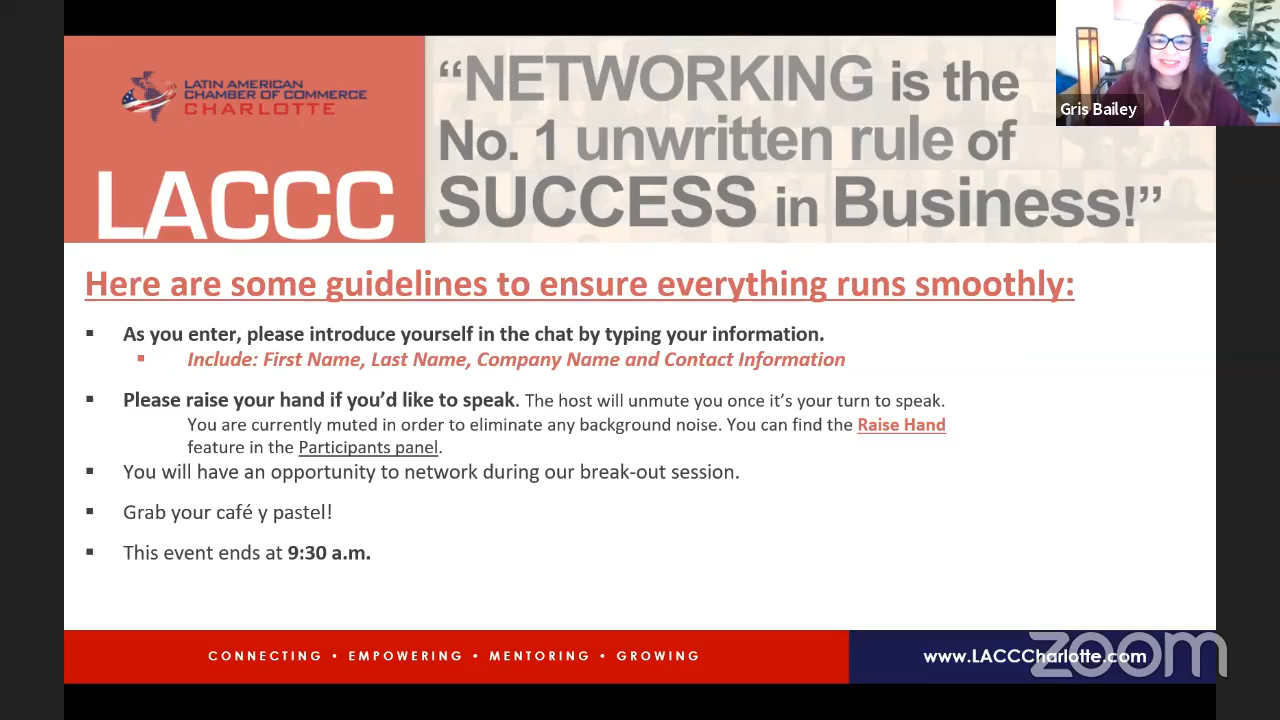 LATIN AMERICAN
CHAMBER OF COMMERCE
CHARLOTTE
LACCC
“NETWORKING is the
No. 1 unwritten rule of
SUCCESS in Business!”
Gris Bailey
Here are some guidelines to ensure everything runs smoothly:
▪ As you enter, please introduce yourself in the chat by typing your information.
▪ Include: First Name, Last Name, Company Name and Contact Information
▪ Please raise your hand if you’d like to speak. The host will unmute you once it’s your turn to speak.
You are currently muted in order to eliminate any background noise. You can find the Raise Hand
feature in the Participants panel.
▪ You will have an opportunity to network during our break-out session.
▪ Grab your café y pastel!
▪ This event ends at 9:30 a.m.
CONNECTING • EMPOWERING • MENTORING • GROWING
www.LACCCharlotte.com
zoom